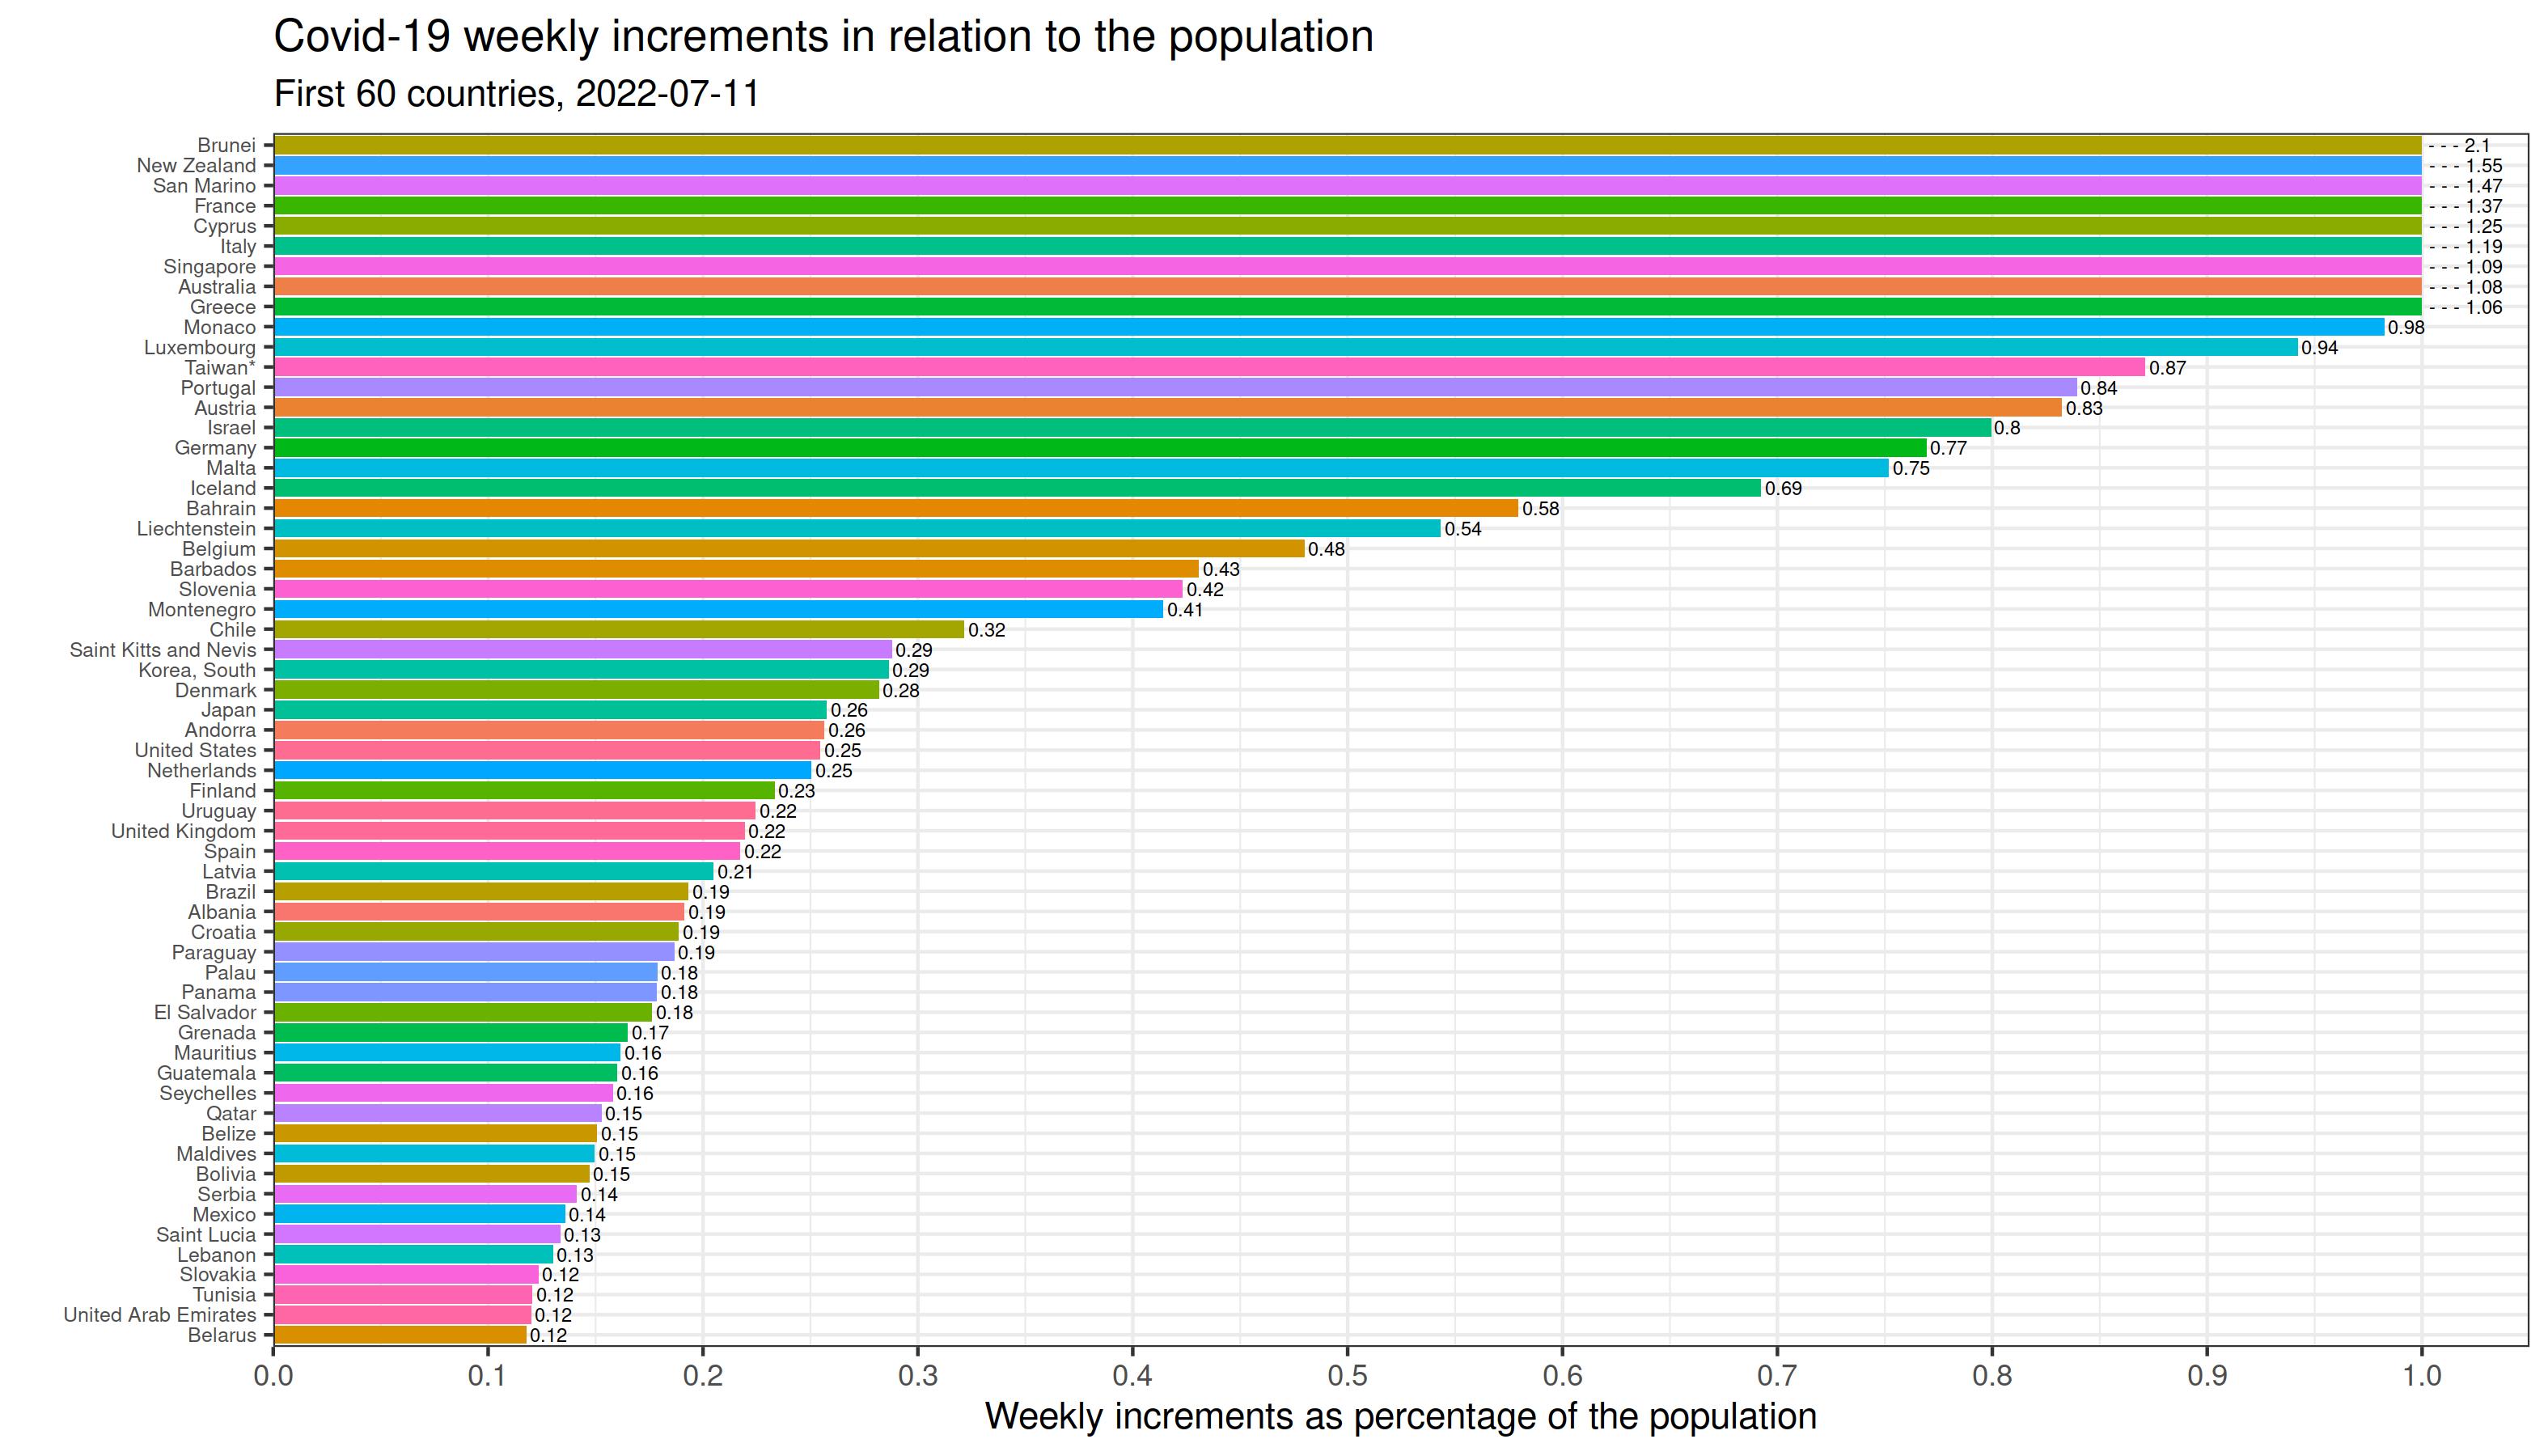 Covid-19 weekly increments in relation to the population
First 60 countries, 2022-07-11
Brunei - - - 2.1
New Zealand - - - 1.55
San Marino - - - 1.47
France - - - 1.37
Cyprus - - - 1.25
Italy - - - 1.19
Singapore - - - 1.09
Australia - - - 1.08
Greece - - - 1.06
Monaco 0.98
Luxembourg 0.94
Taiwan* 0.87
Portugal 0.84
Austria 0.83
Israel 0.8
Germany 0.77
Malta 0.75
Iceland 0.69
Bahrain 0.58
Liechtenstein 0.54
Belgium 0.48
Barbados 0.43
Slovenia 0.42
Montenegro 0.41
Chile 0.32
Saint Kitts and Nevis 0.29
Korea, South 0.29
Denmark 0.28
Japan 0.26
Andorra 0.26
United States 0.25
Netherlands 0.25
Finland 0.23
Uruguay 0.22
United Kingdom 0.22
Spain 0.22
Latvia 0.21
Brazil 0.19
Albania 0.19
Croatia 0.19
Paraguay 0.19
Palau 0.18
Panama 0.18
El Salvador 0.18
Grenada 0.17
Mauritius 0.16
Guatemala 0.16
Seychelles 0.16
Qatar 0.15
Belize 0.15
Maldives 0.15
Bolivia 0.15
Serbia 0.14
Mexico 0.14
Saint Lucia 0.13
Lebanon 0.13
Slovakia 0.12
Tunisia 0.12
United Arab Emirates 0.12
Belarus 0.12
0.0 0.1 0.2 0.3 0.4 0.5 0.6 0.7 0.8 0.9 1.0
Weekly increments as percentage of the population